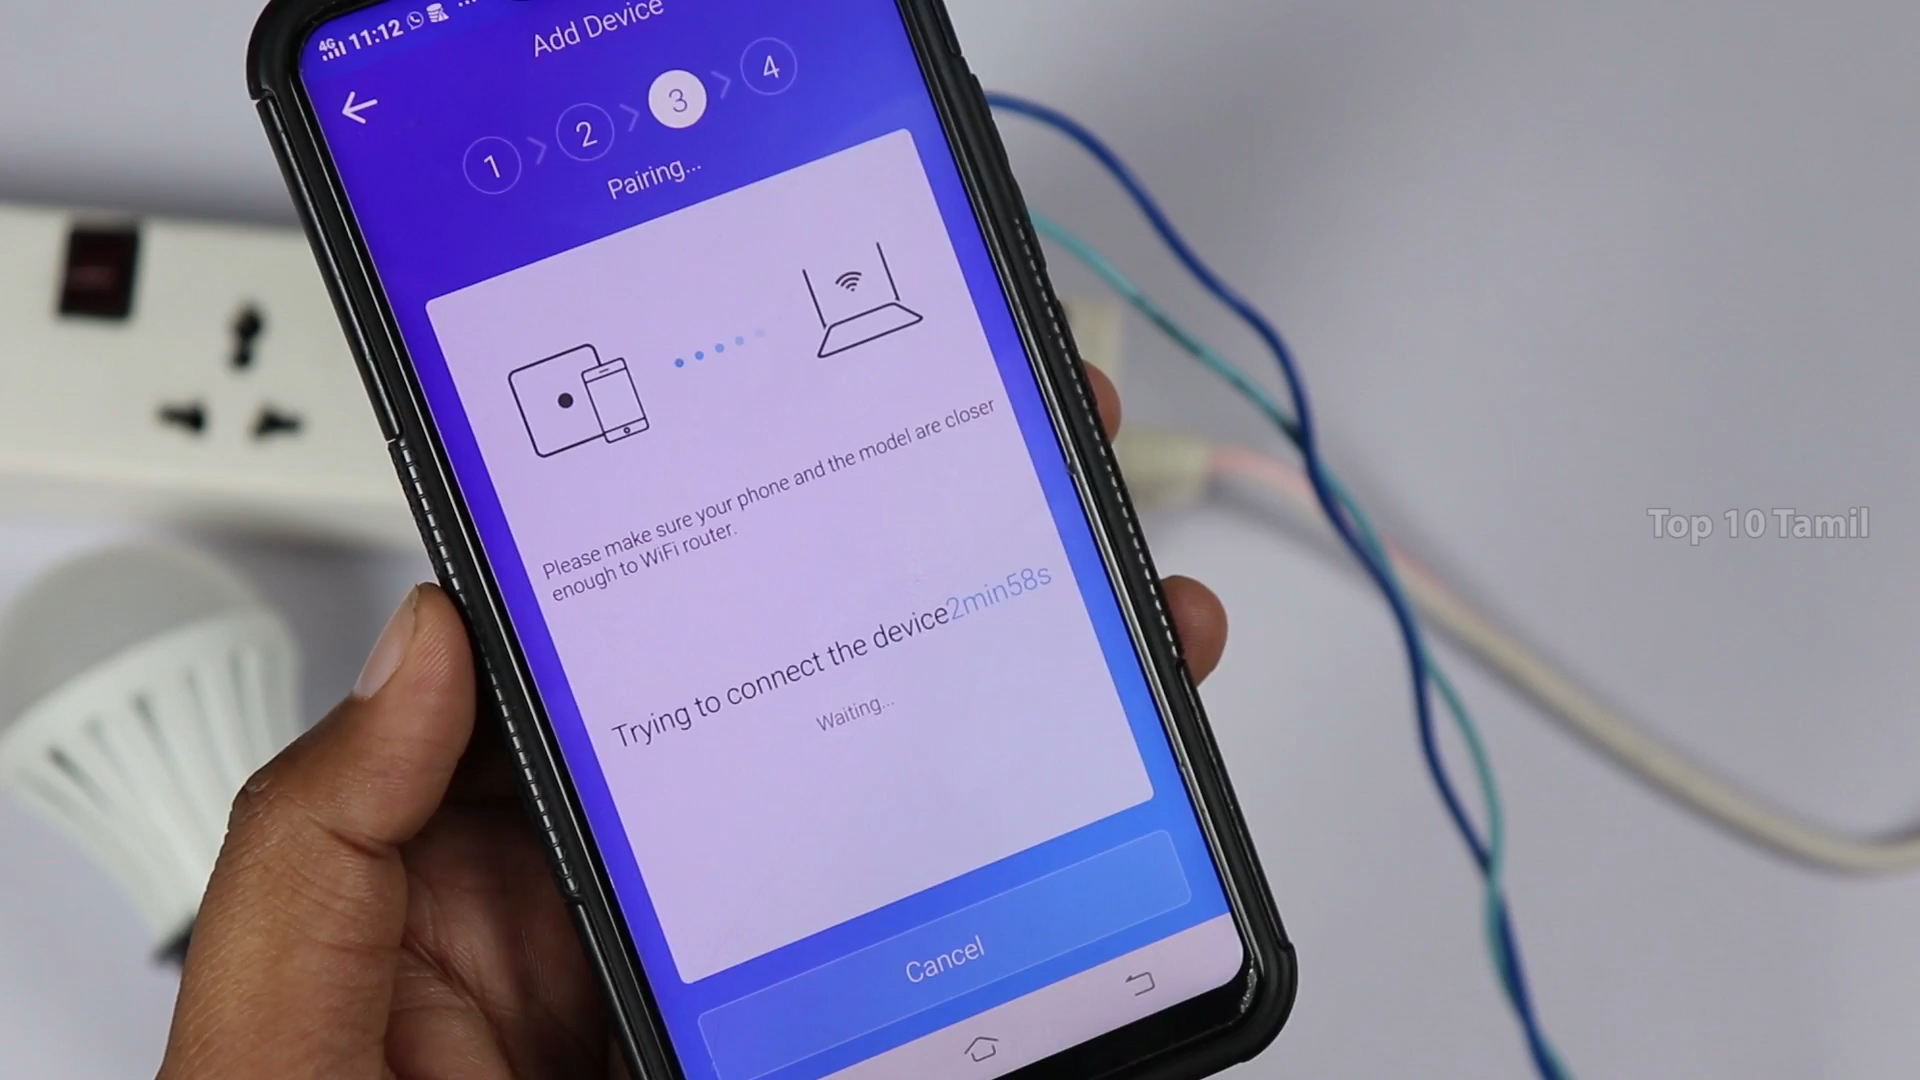 4G 11:12
Add Device
1 > 2 > 3 > 4
Pairing...
Please make sure your phone and the model are closer
enough to WiFi router.
Trying to connect the device2min58s
Waiting...
Cancel
Top 10 Tamil